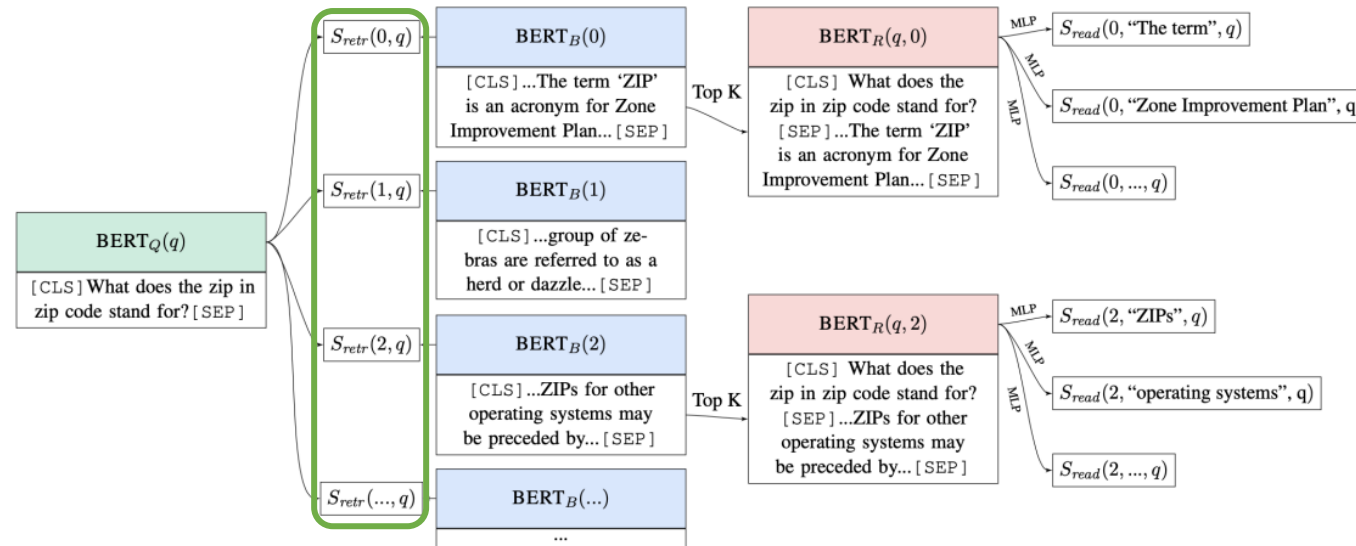 BERT_Q(q)
[CLS] What does the zip in
zip code stand for? [SEP]
S_retr(0, q)
S_retr(1, q)
S_retr(2, q)
S_retr(..., q)
BERT_B(0)
[CLS]...The term ‘ZIP’
is an acronym for Zone
Improvement Plan... [SEP]
BERT_B(1)
[CLS]...group of ze-
bras are referred to as a
herd or dazzle... [SEP]
BERT_B(2)
[CLS]...ZIPs for other
operating systems may
be preceded by... [SEP]
BERT_B(...)
...
Top K
Top K
BERT_R(q, 0)
[CLS] What does the
zip in zip code stand for?
[SEP]...The term ‘ZIP’
is an acronym for Zone
Improvement Plan... [SEP]
BERT_R(q, 2)
[CLS] What does the
zip in zip code stand for?
[SEP]...ZIPs for other
operating systems may
be preceded by... [SEP]
MLP
MLP
MLP
S_read(0, “The term”, q)
S_read(0, “Zone Improvement Plan”, q
S_read(0, ..., q)
MLP
MLP
MLP
S_read(2, “ZIPs”, q)
S_read(2, “operating systems”, q)
S_read(2, ..., q)